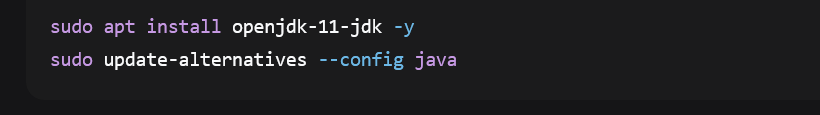 sudo apt install openjdk-11-jdk -y
sudo update-alternatives --config java